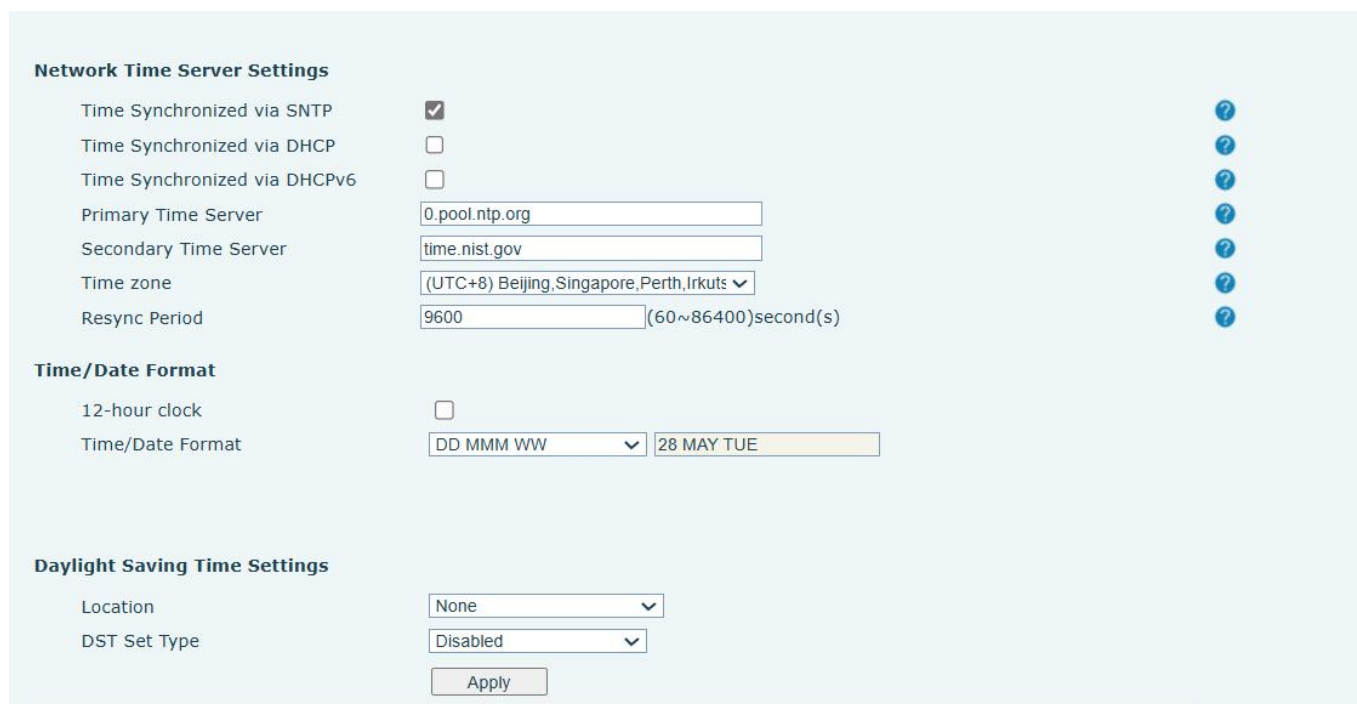 Network Time Server Settings
Time Synchronized via SNTP
Time Synchronized via DHCP
Time Synchronized via DHCPv6
Primary Time Server 0.pool.ntp.org
Secondary Time Server time.nist.gov
Time zone (UTC+8) Beijing,Singapore,Perth,Irkuts
Resync Period 9600 (60~86400)second(s)
Time/Date Format
12-hour clock
Time/Date Format DD MMM WW 28 MAY TUE
Daylight Saving Time Settings
Location None
DST Set Type Disabled
Apply